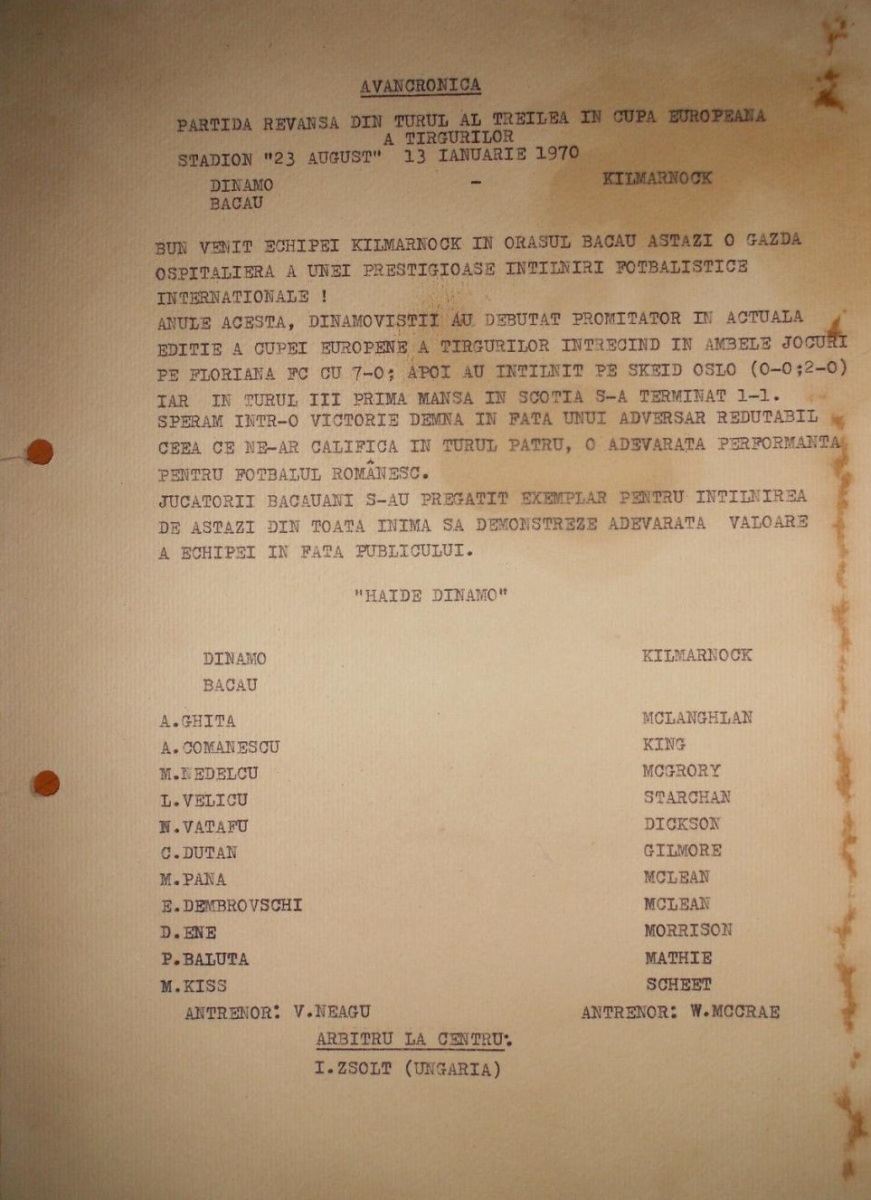 AVANCRONICA
PARTIDA REVANSA DIN TURUL AL TREILEA IN CUPA EUROPEANA
A TIRGURILOR
STADION "23 AUGUST" 13 IANUARIE 1970
DINAMO - KILMARNOCK
BACAU
BUN VENIT ECHIPEI KILMARNOCK IN ORASUL BACAU ASTAZI O GAZDA
OSPITALIERA A UNEI PRESTIGIOASE INTILNIRI FOTBALISTICE
INTERNATIONALE !
ANULE ACESTA, DINAMOVISTII AU DEBUTAT PROMITATOR IN ACTUALA
EDITIE A CUPEI EUROPENE A TIRGURILOR INTRECIND IN AMBELE JOCURI
PE FLORIANA FC CU 7-0; APOI AU INTILNIT PE SKEID OSLO (0-0;2-0)
IAR IN TURUL III PRIMA MANSA IN SCOTIA S-A TERMINAT 1-1.
SPERAM INTR-O VICTORIE DEMNA IN FATA UNUI ADVERSAR REDUTABIL
CEEA CE NE-AR CALIFICA IN TURUL PATRU, O ADEVARATA PERFORMANTA
PENTRU FOTBALUL ROMÂNESC.
JUCATORII BACAUANI S-AU PREGATIT EXEMPLAR PENTRU INTILNIREA
DE ASTAZI DIN TOATA INIMA SA DEMONSTREZE ADEVARATA VALOARE
A ECHIPEI IN FATA PUBLICULUI.
"HAIDE DINAMO"
DINAMO KILMARNOCK
BACAU
A.GHITA MCLANGHLAN
A.COMANESCU KING
M.NEDELCU MCGRORY
L.VELICU STARCHAN
N.VATAFU DICKSON
C.DUTAN GILMORE
M.PANA MCLEAN
E.DEMBROVSCHI MCLEAN
D.ENE MORRISON
P.BALUTA MATHIE
M.KISS SCHEET
ANTRENOR: V.NEAGU ANTRENOR: W.MCCRAE
ARBITRU LA CENTRU:
I.ZSOLT (UNGARIA)